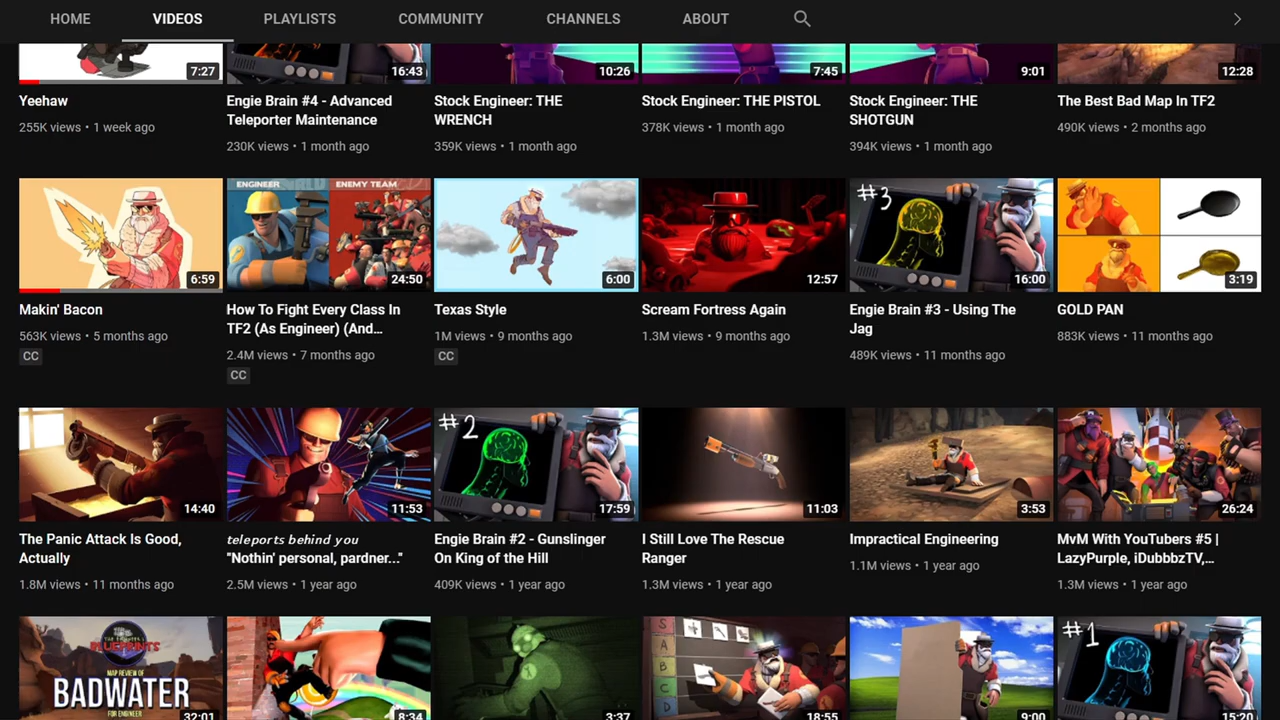 HOME VIDEOS PLAYLISTS COMMUNITY CHANNELS ABOUT
7:27 16:43 10:26 7:45 9:01 12:28
Yeehaw
255K views • 1 week ago
Engie Brain #4 - Advanced
Teleporter Maintenance
230K views • 1 month ago
Stock Engineer: THE
WRENCH
359K views • 1 month ago
Stock Engineer: THE PISTOL
378K views • 1 month ago
Stock Engineer: THE
SHOTGUN
394K views • 1 month ago
The Best Bad Map In TF2
490K views • 2 months ago
6:59
Makin' Bacon
563K views • 5 months ago
CC
ENGINEER
ENEMY TEAM
24:50
How To Fight Every Class In
TF2 (As Engineer) (And...
2.4M views • 7 months ago
CC
6:00
Texas Style
1M views • 9 months ago
CC
12:57
Scream Fortress Again
1.3M views • 9 months ago
#3
16:00
Engie Brain #3 - Using The
Jag
489K views • 11 months ago
3:19
GOLD PAN
883K views • 11 months ago
14:40
The Panic Attack Is Good,
Actually
1.8M views • 11 months ago
11:53
teleports behind you
"Nothin' personal, pardner..."
2.5M views • 1 year ago
#2
17:59
Engie Brain #2 - Gunslinger
On King of the Hill
409K views • 1 year ago
11:03
I Still Love The Rescue
Ranger
1.3M views • 1 year ago
3:53
Impractical Engineering
1.1M views • 1 year ago
26:24
MvM With YouTubers #5 |
LazyPurple, iDubbbzTV,...
1.3M views • 1 year ago
BLUEPRINTS
MAP REVIEW OF
BADWATER
FOR ENGINEER
32:01
8:34
3:37
S
A
B
C
D
18:55
9:00
#1
15:20